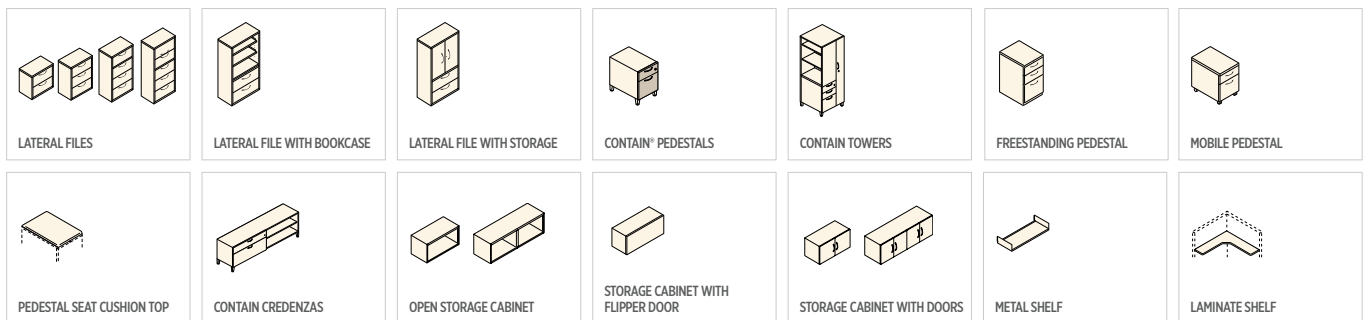 LATERAL FILES
LATERAL FILE WITH BOOKCASE
LATERAL FILE WITH STORAGE
CONTAIN® PEDESTALS
CONTAIN TOWERS
FREESTANDING PEDESTAL
MOBILE PEDESTAL
PEDESTAL SEAT CUSHION TOP
CONTAIN CREDENZAS
OPEN STORAGE CABINET
STORAGE CABINET WITH
FLIPPER DOOR
STORAGE CABINET WITH DOORS
METAL SHELF
LAMINATE SHELF